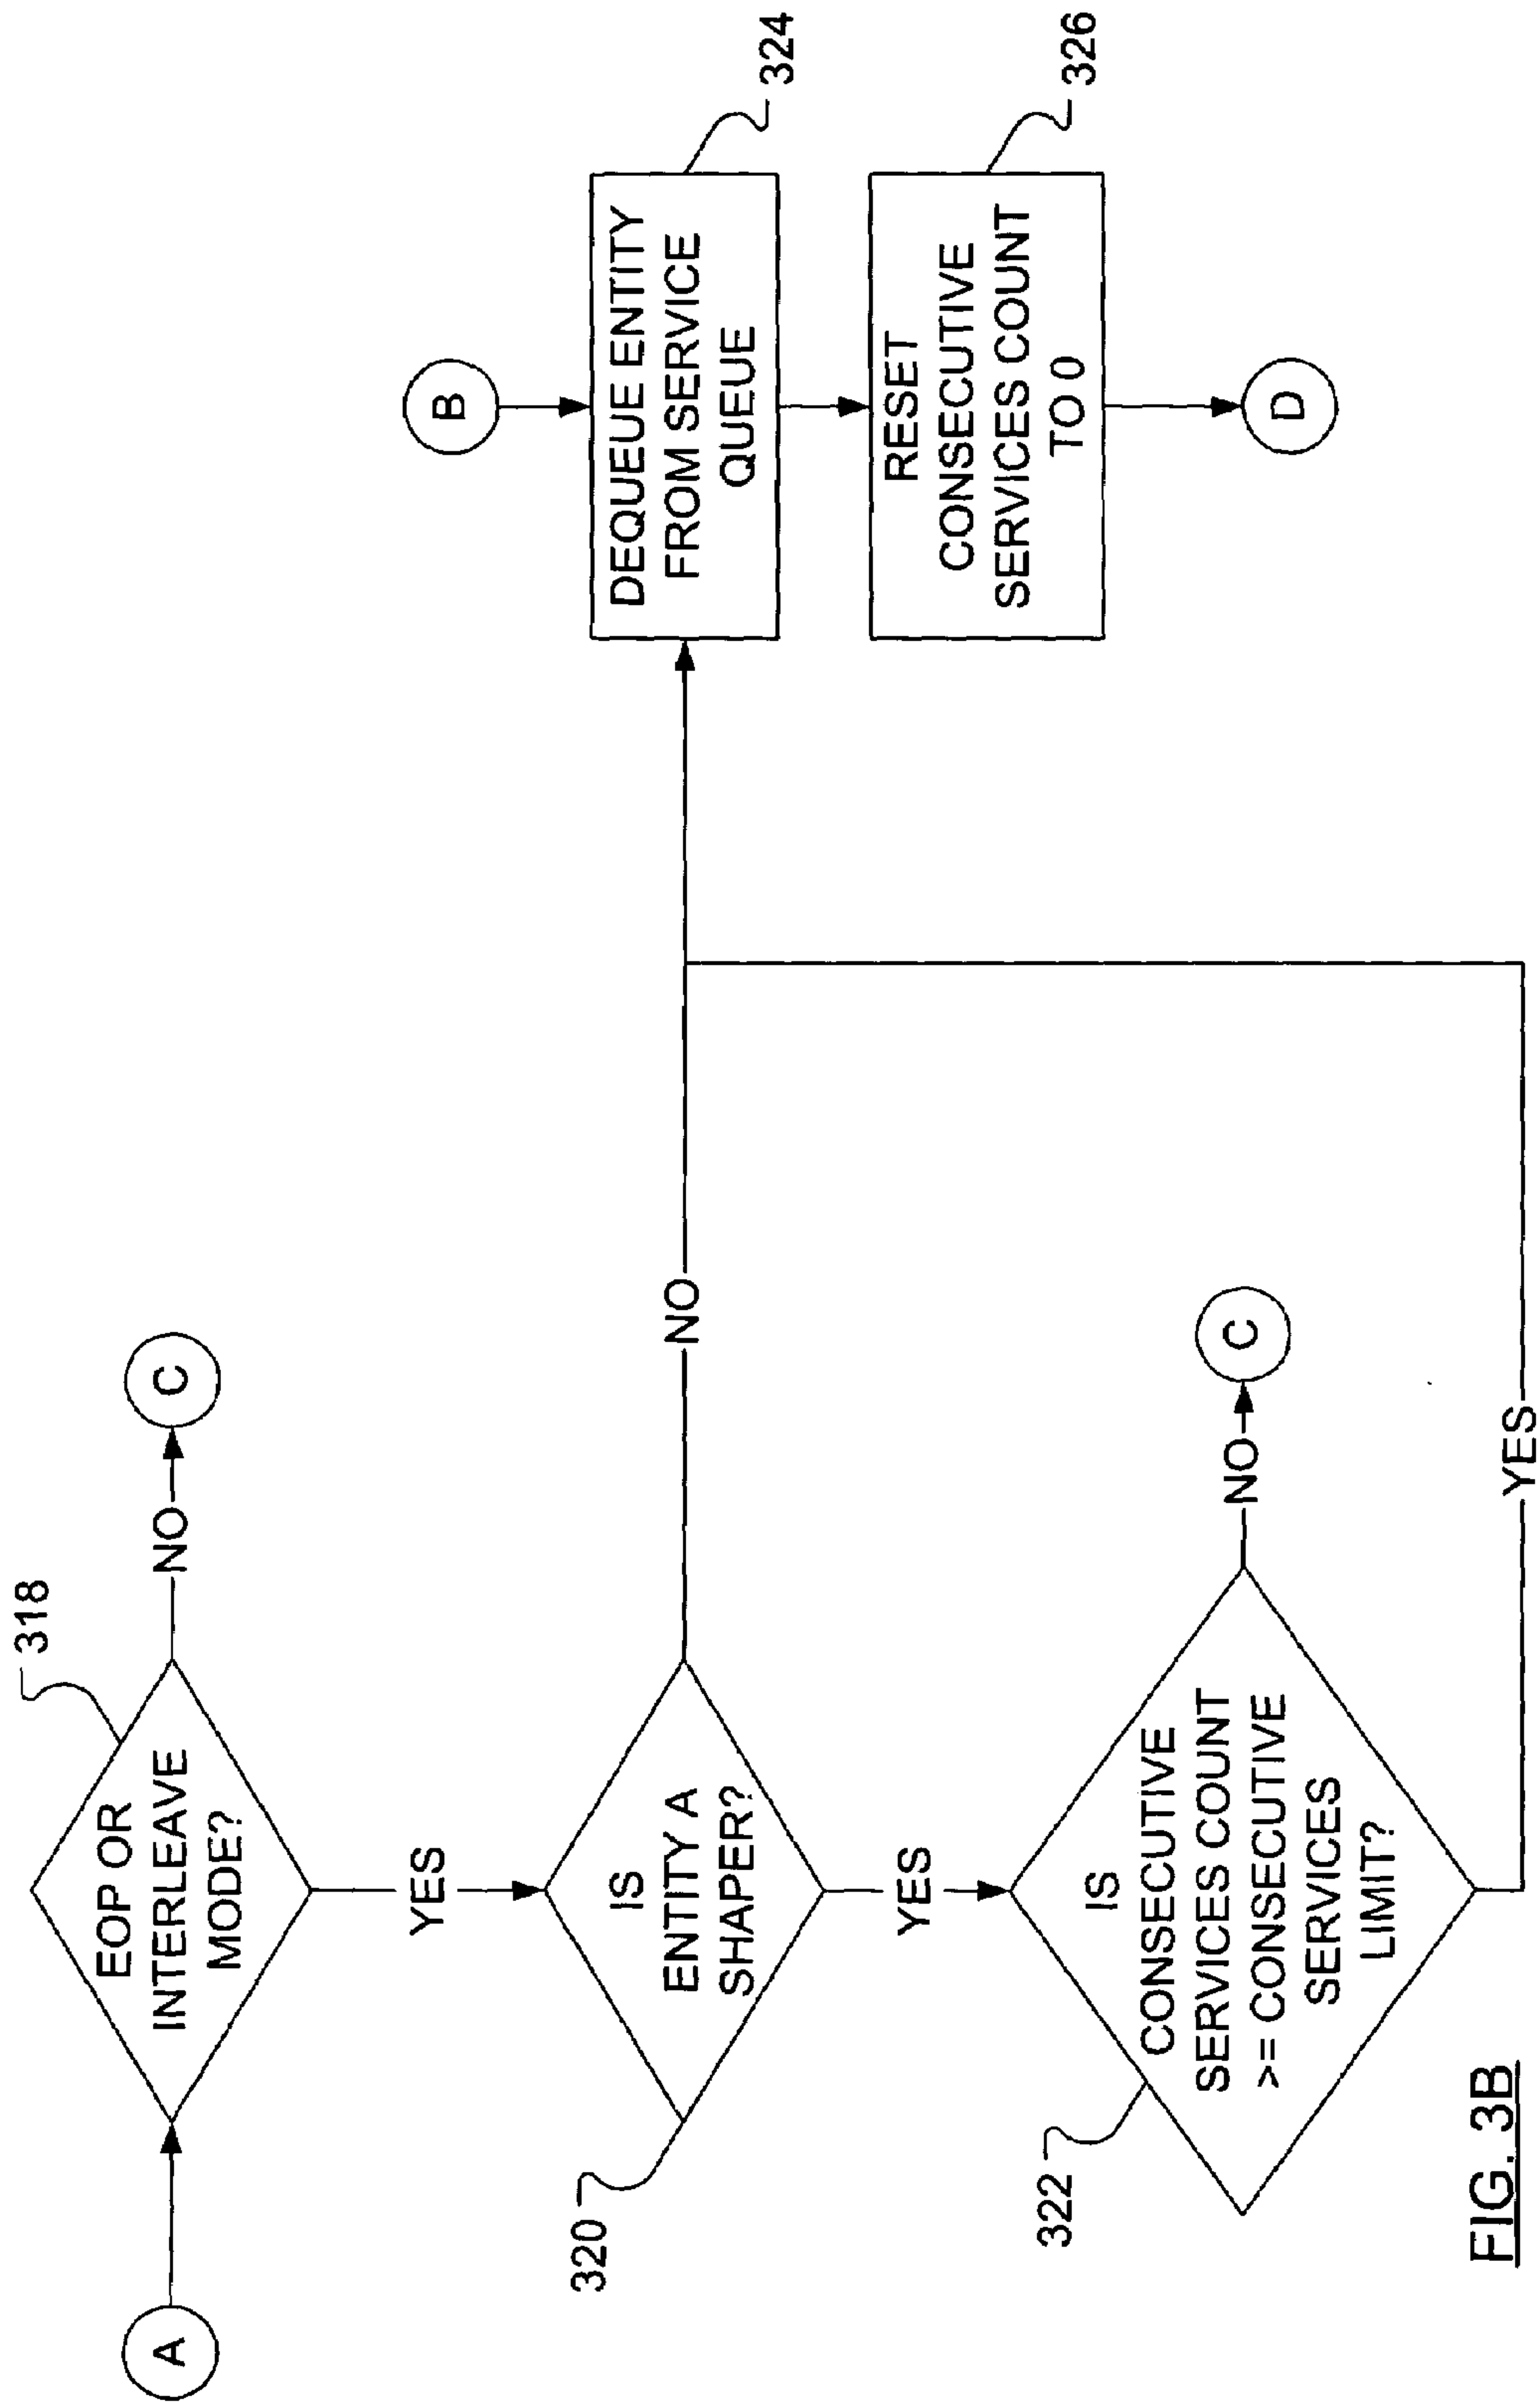 A
318
EOP OR
INTERLEAVE
MODE?
NO
C
YES
320
IS
ENTITY A
SHAPER?
NO
YES
322
IS
CONSECUTIVE
SERVICES COUNT
>= CONSECUTIVE
SERVICES
LIMIT?
NO
C
YES
B
324
DEQUEUE ENTITY
FROM SERVICE
QUEUE
326
RESET
CONSECUTIVE
SERVICES COUNT
TO 0
D
FIG. 3B